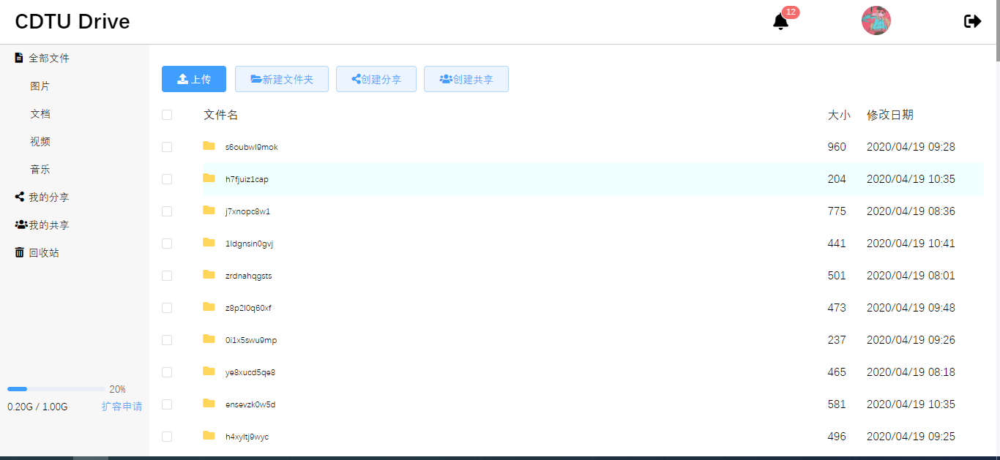 CDTU Drive
12
全部文件
图片
文档
视频
音乐
我的分享
我的共享
回收站
20%
0.20G / 1.00G 扩容申请
上传 新建文件夹 创建分享 创建共享
文件名 大小 修改日期
s6oubwl9mok 960 2020/04/19 09:28
h7fjuiz1cap 204 2020/04/19 10:35
j7xnopc8w1 775 2020/04/19 08:36
1ldgnsin0gvj 441 2020/04/19 10:41
zrdnahqgsts 501 2020/04/19 08:01
z8p2l0q60xf 473 2020/04/19 09:48
0i1x5swu9mp 237 2020/04/19 09:26
ye8xucd5qe8 465 2020/04/19 08:18
ensevzk0w5d 581 2020/04/19 10:35
h4xyltj9wyc 496 2020/04/19 09:25